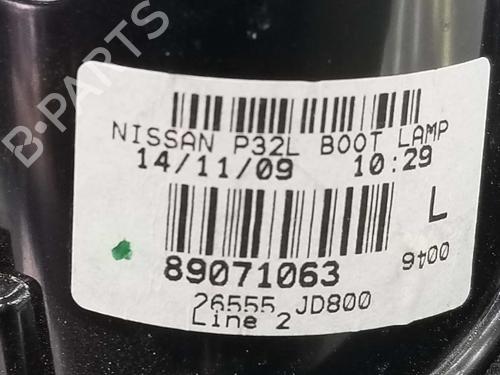 B-PARTS
NISSAN P32L BOOT LAMP
14/11/09 10:29
L
89071063
0046
26555 JD800
Line 2